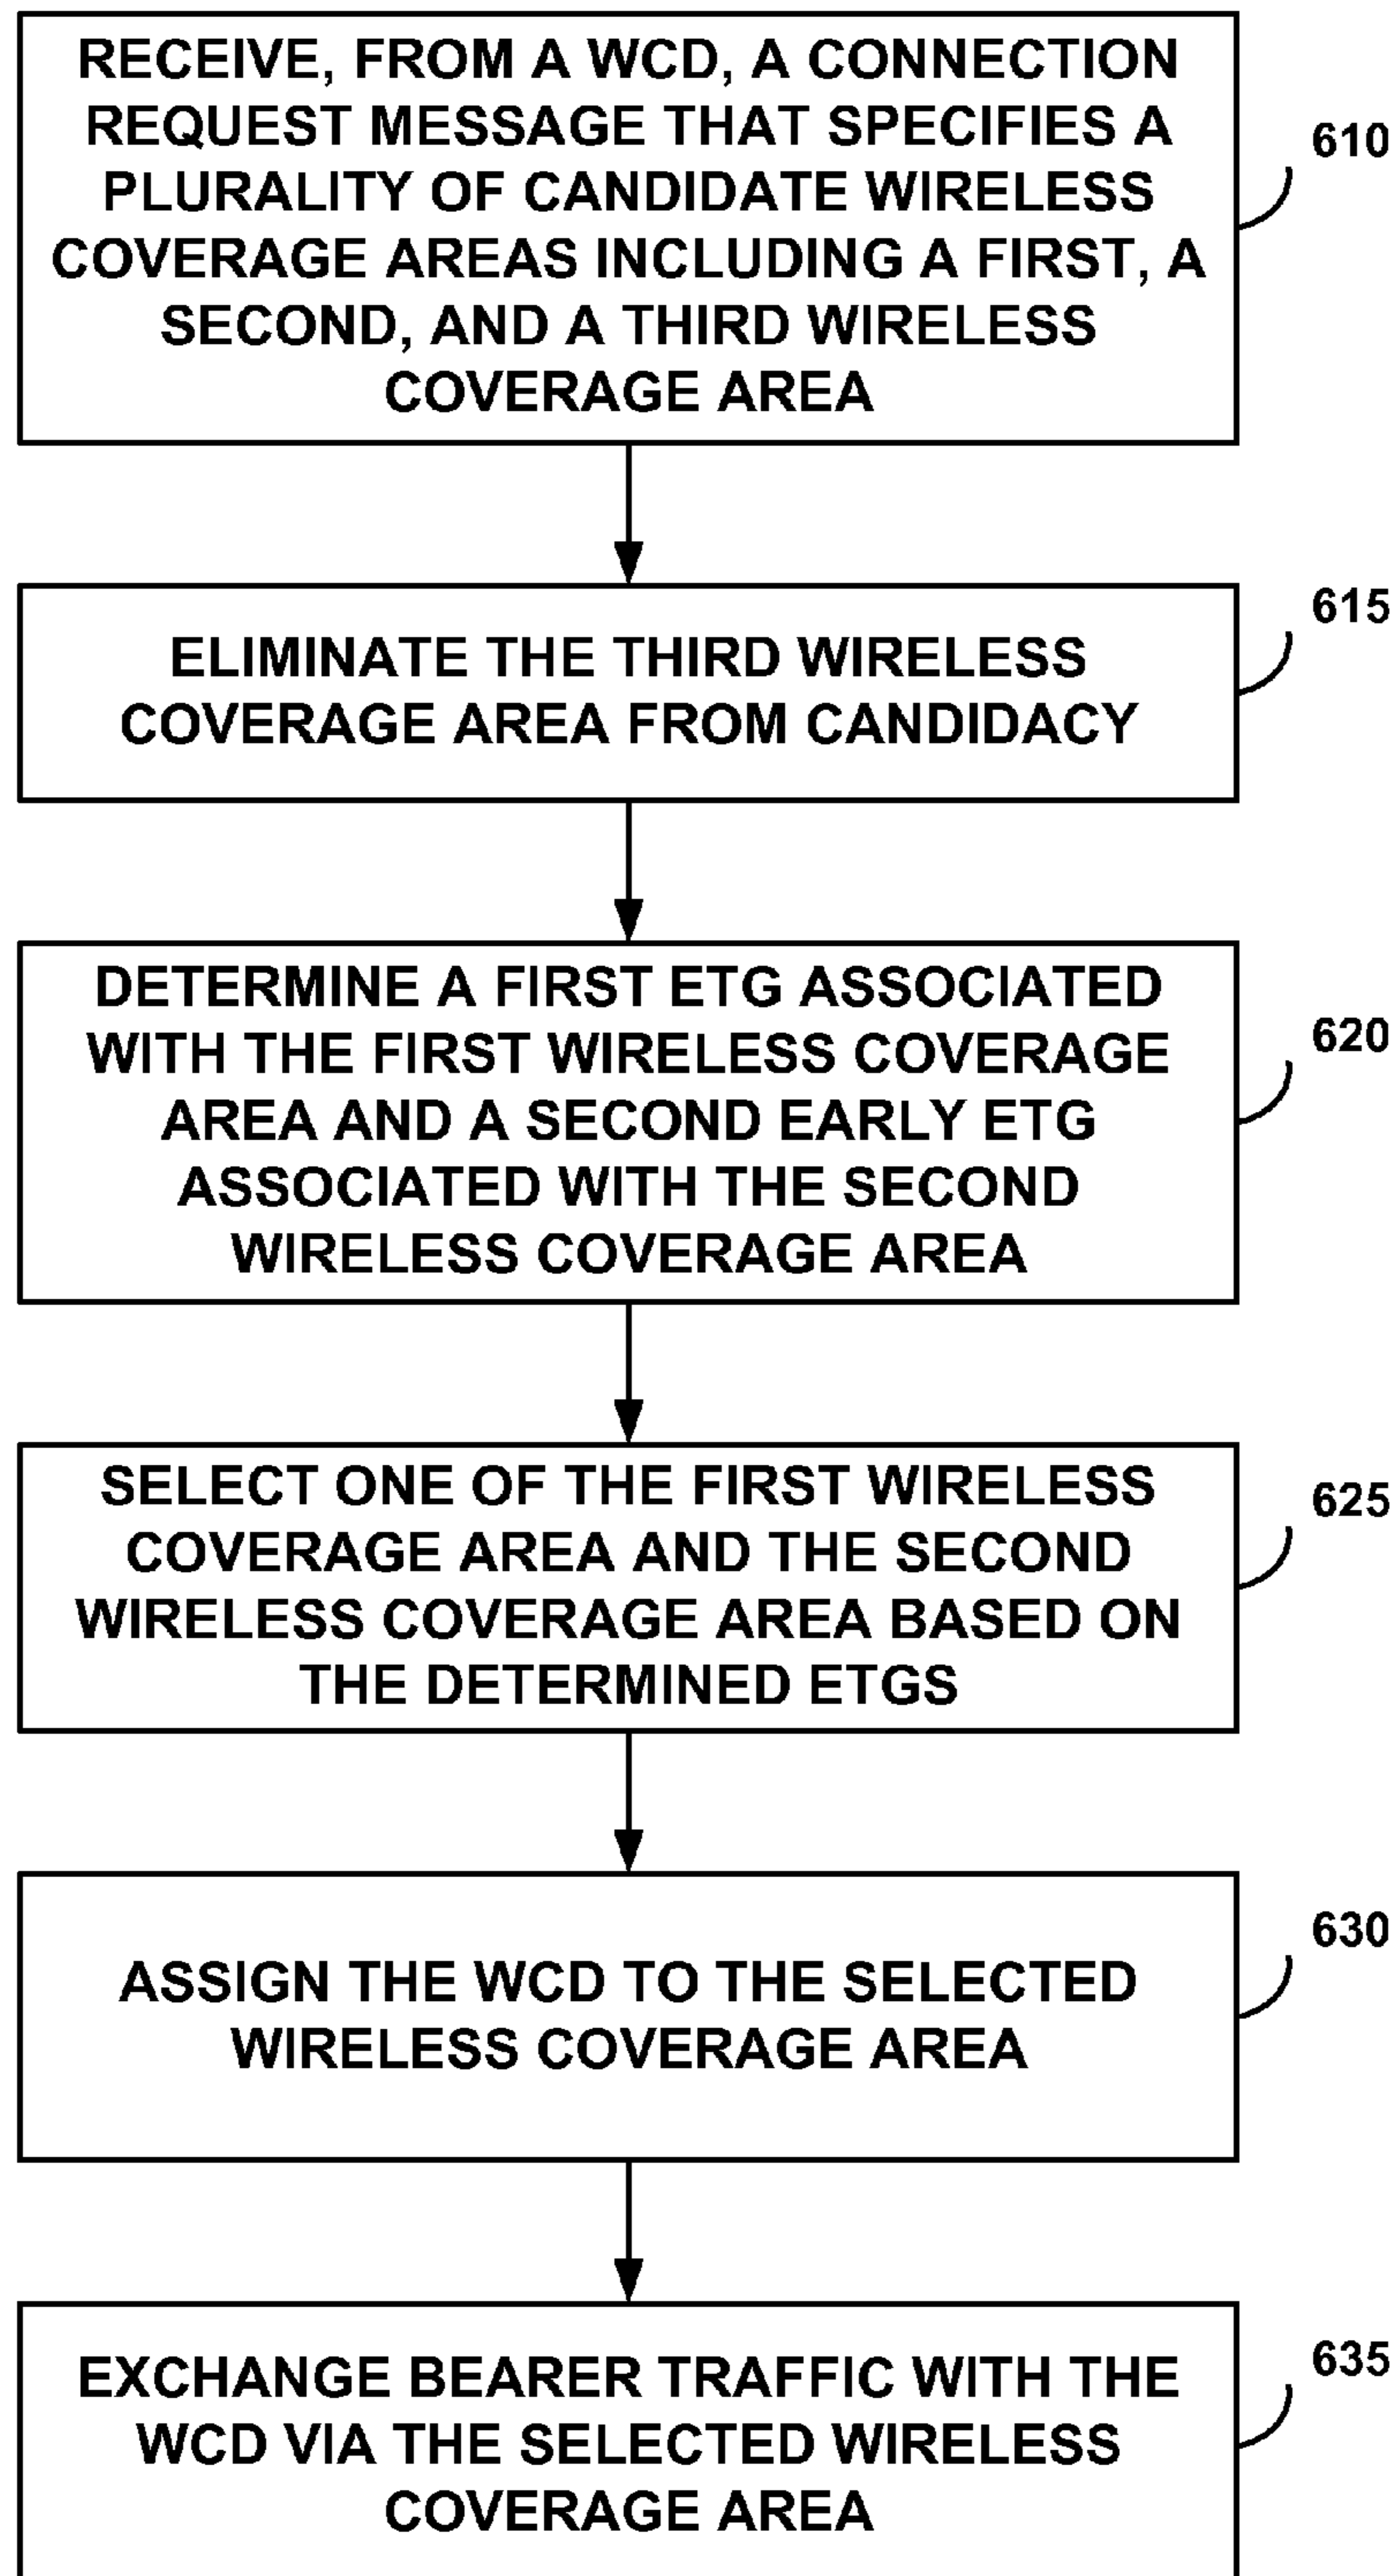 RECEIVE, FROM A WCD, A CONNECTION
REQUEST MESSAGE THAT SPECIFIES A
PLURALITY OF CANDIDATE WIRELESS
COVERAGE AREAS INCLUDING A FIRST, A
SECOND, AND A THIRD WIRELESS
COVERAGE AREA
610
ELIMINATE THE THIRD WIRELESS
COVERAGE AREA FROM CANDIDACY
615
DETERMINE A FIRST ETG ASSOCIATED
WITH THE FIRST WIRELESS COVERAGE
AREA AND A SECOND EARLY ETG
ASSOCIATED WITH THE SECOND
WIRELESS COVERAGE AREA
620
SELECT ONE OF THE FIRST WIRELESS
COVERAGE AREA AND THE SECOND
WIRELESS COVERAGE AREA BASED ON
THE DETERMINED ETGS
625
ASSIGN THE WCD TO THE SELECTED
WIRELESS COVERAGE AREA
630
EXCHANGE BEARER TRAFFIC WITH THE
WCD VIA THE SELECTED WIRELESS
COVERAGE AREA
635